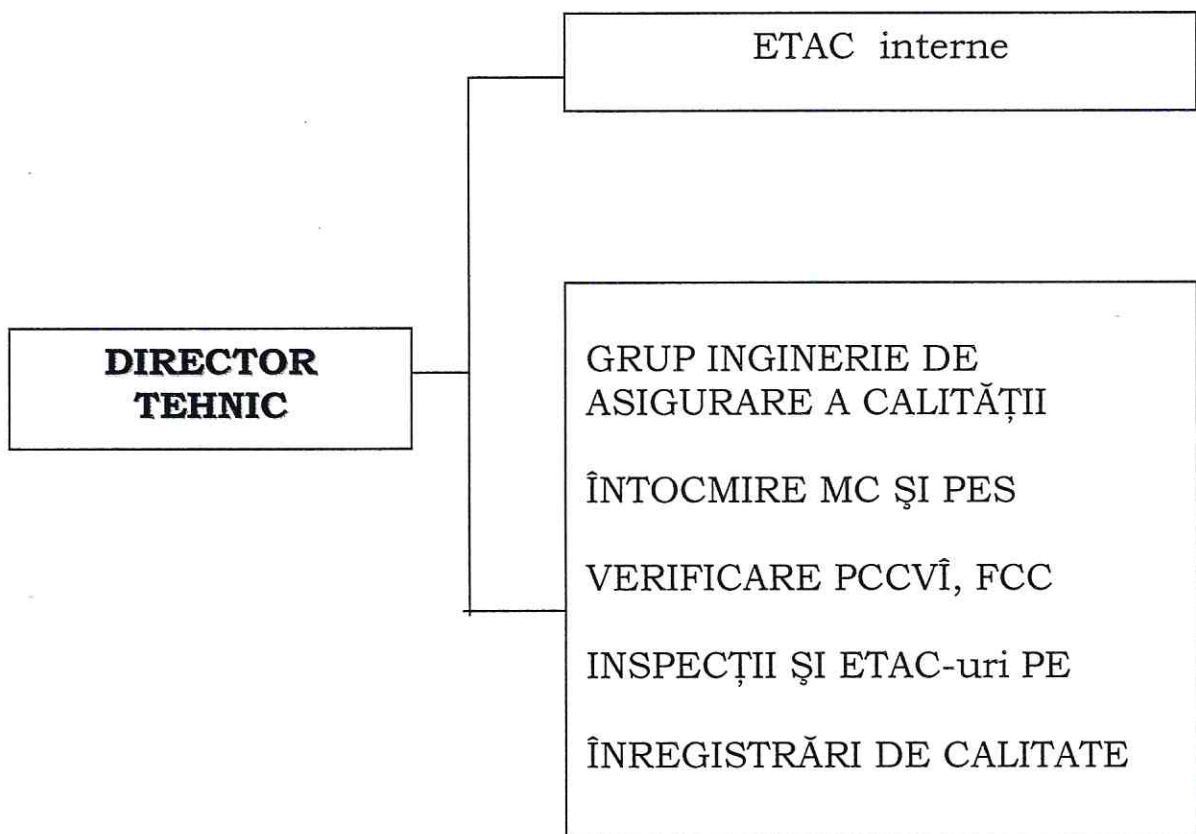 ETAC interne
DIRECTOR
TEHNIC
GRUP INGINERIE DE
ASIGURARE A CALITĂȚII
ÎNTOCMIRE MC ŞI PES
VERIFICARE PCCVÎ, FCC
INSPECȚII ŞI ETAC-uri PE
ÎNREGISTRĂRI DE CALITATE